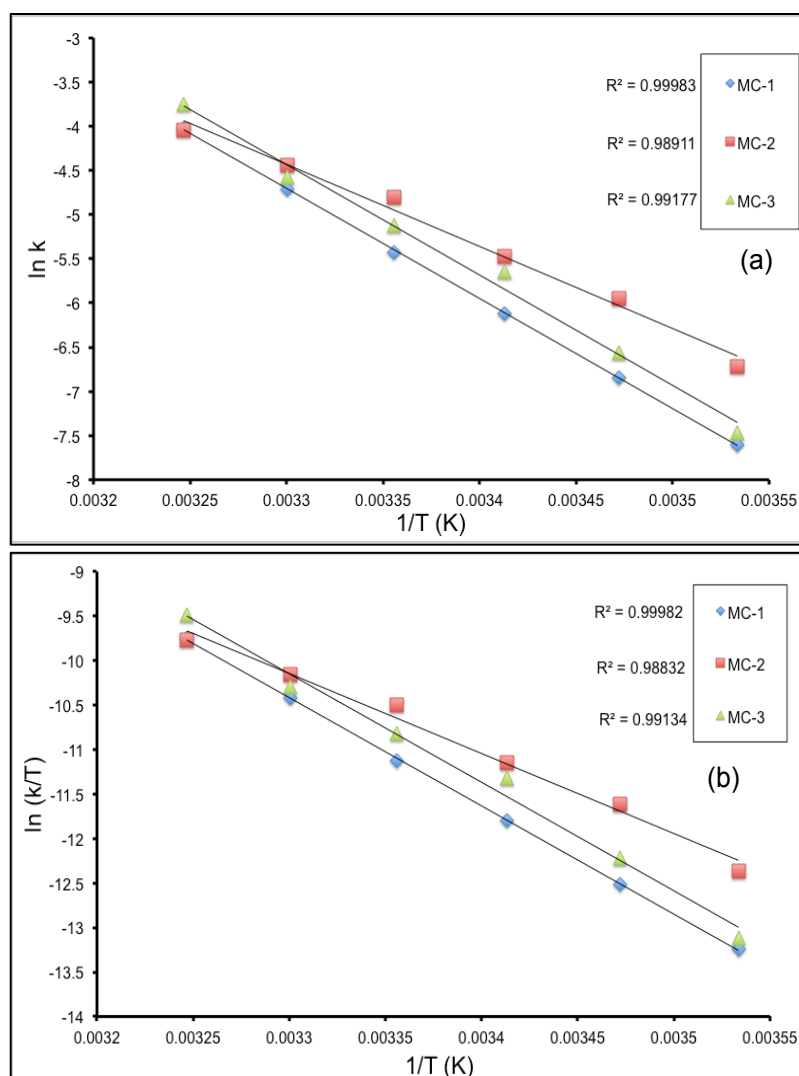 -3
-3.5
-4
-4.5
-5
-5.5
-6
-6.5
-7
-7.5
-8
ln k
R² = 0.99983
MC-1
R² = 0.98911
MC-2
R² = 0.99177
MC-3
(a)
0.0032 0.00325 0.0033 0.00335 0.0034 0.00345 0.0035 0.00355
1/T (K)
-9
-9.5
-10
-10.5
-11
-11.5
-12
-12.5
-13
-13.5
-14
ln (k/T)
R² = 0.99982
MC-1
R² = 0.98832
MC-2
R² = 0.99134
MC-3
(b)
0.0032 0.00325 0.0033 0.00335 0.0034 0.00345 0.0035 0.00355
1/T (K)